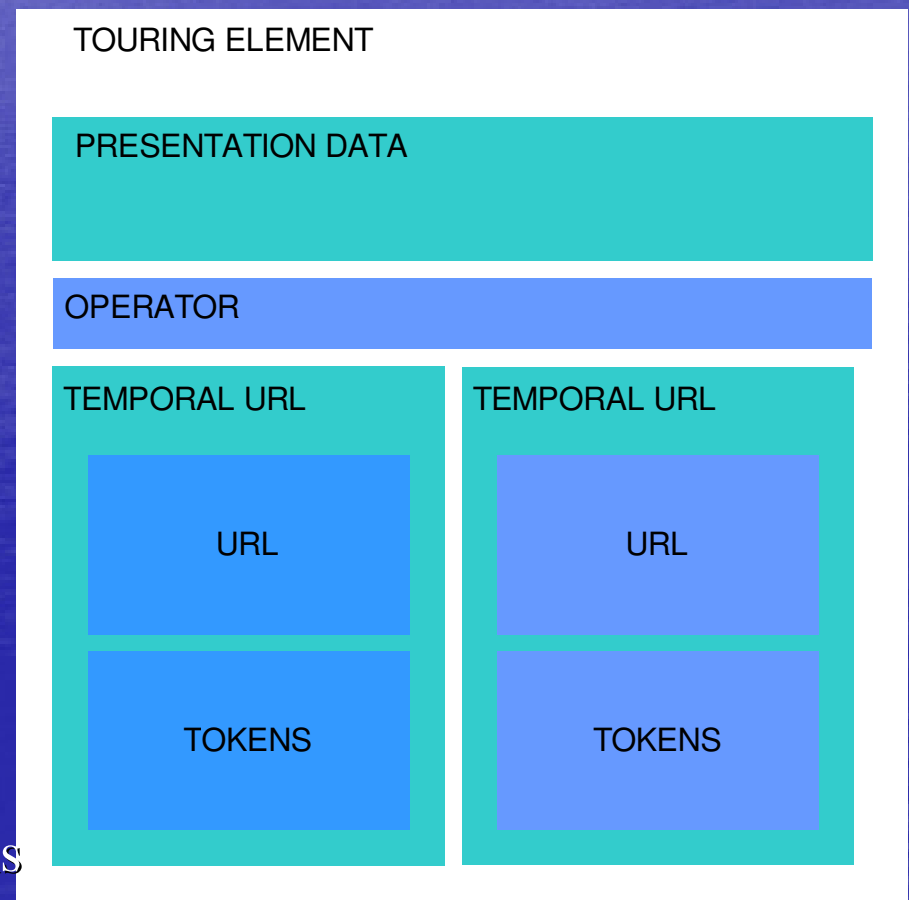 TOURING ELEMENT
PRESENTATION DATA
OPERATOR
TEMPORAL URL
TEMPORAL URL
URL
URL
TOKENS
TOKENS